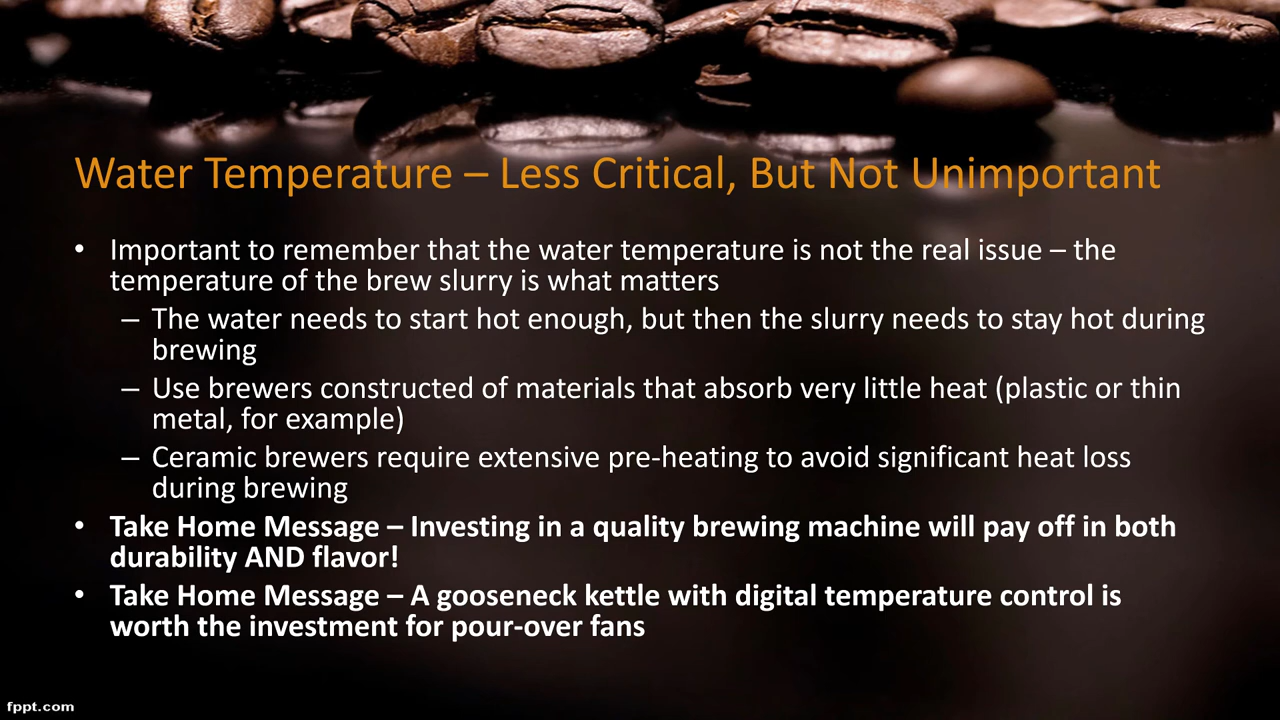 Water Temperature – Less Critical, But Not Unimportant
• Important to remember that the water temperature is not the real issue – the
temperature of the brew slurry is what matters
– The water needs to start hot enough, but then the slurry needs to stay hot during
brewing
– Use brewers constructed of materials that absorb very little heat (plastic or thin
metal, for example)
– Ceramic brewers require extensive pre-heating to avoid significant heat loss
during brewing
• Take Home Message – Investing in a quality brewing machine will pay off in both
durability AND flavor!
• Take Home Message – A gooseneck kettle with digital temperature control is
worth the investment for pour-over fans
fppt.com